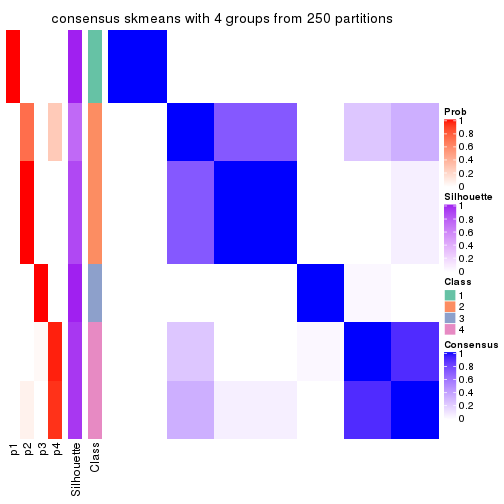 consensus skmeans with 4 groups from 250 partitions
Prob
1
0.8
0.6
0.4
0.2
0
Silhouette
1
0.8
0.6
0.4
0.2
0
Class
1
2
3
4
Consensus
1
0.8
0.6
0.4
0.2
0
p1
p2
p3
p4
Silhouette
Class